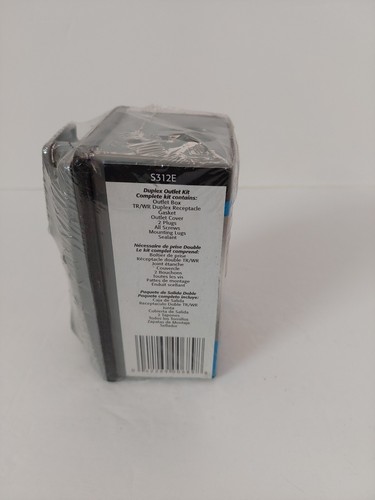 S312E
Duplex Outlet Kit
Complete kit contains:
Outlet Box
TR/WR Duplex Receptacle
Gasket
Outlet Cover
2 Plugs
All Screws
Mounting Lugs
Sealant
Nécessaire de prise Double
Le kit complet comprend:
Boîtier de prise
Réceptacle double TR/WR
Joint étanche
Couvercle
2 Bouchons
Toutes les vis
Pattes de montage
Enduit scellant
Paquete de Salida Doble
Paquete completo incluye:
Caja de Salida
Receptáculo Doble TR/WR
Junta
Cubierta de Salida
2 Tapones
Todos los Tornillos
de Montaje
Sellador